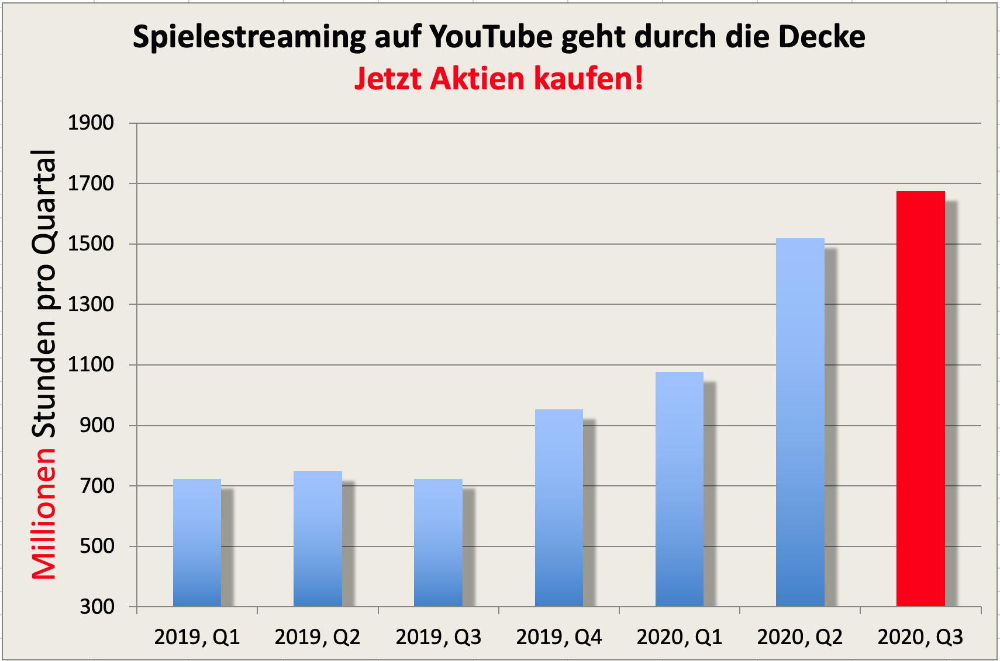 Spielestreaming auf YouTube geht durch die Decke
Jetzt Aktien kaufen!
Millionen Stunden pro Quartal
1900
1700
1500
1300
1100
900
700
500
300
2019, Q1
2019, Q2
2019, Q3
2019, Q4
2020, Q1
2020, Q2
2020, Q3